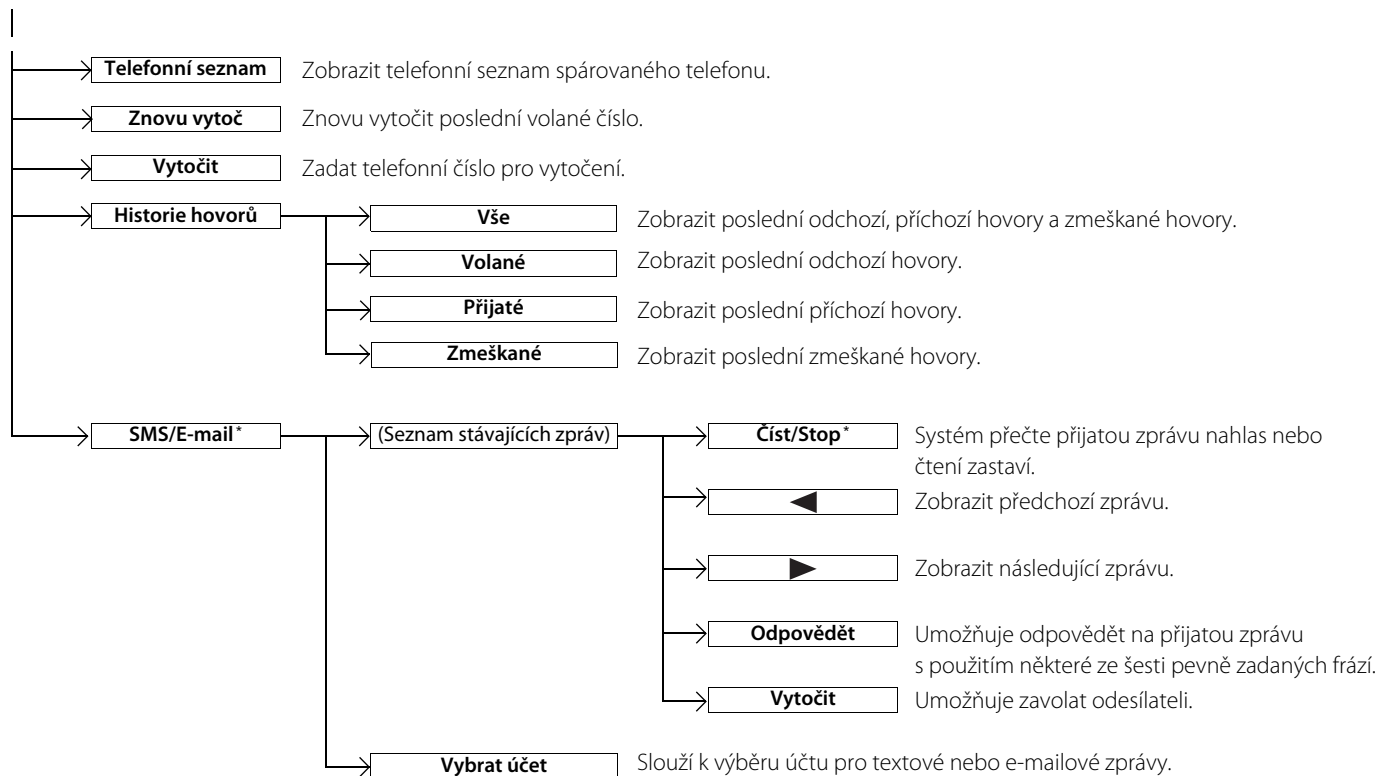 Telefonní seznam Zobrazit telefonní seznam spárovaného telefonu.
Znovu vytoč Znovu vytočit poslední volané číslo.
Vytočit Zadat telefonní číslo pro vytočení.
Historie hovorů Vše Zobrazit poslední odchozí, příchozí hovory a zmeškané hovory.
Volané Zobrazit poslední odchozí hovory.
Přijaté Zobrazit poslední příchozí hovory.
Zmeškané Zobrazit poslední zmeškané hovory.
SMS/E-mail* (Seznam stávajících zpráv) Číst/Stop* Systém přečte přijatou zprávu nahlas nebo
čtení zastaví.
Zobrazit předchozí zprávu.
Zobrazit následující zprávu.
Odpovědět Umožňuje odpovědět na přijatou zprávu
s použitím některé ze šesti pevně zadaných frází.
Vytočit Umožňuje zavolat odesílateli.
Vybrat účet Slouží k výběru účtu pro textové nebo e-mailové zprávy.